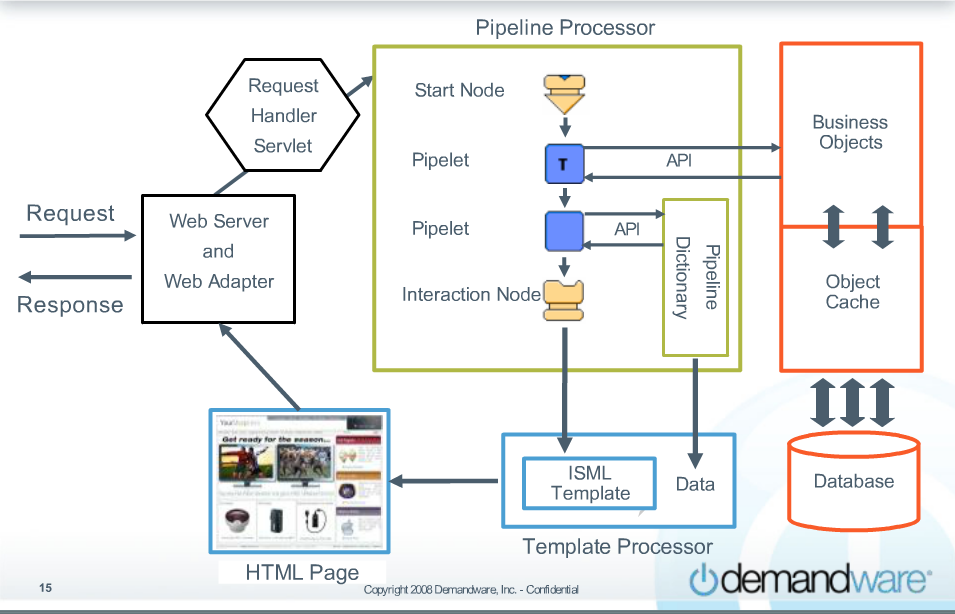 Pipeline Processor
Request
Handler
Servlet
Start Node
Pipelet
T
API
Business
Objects
Request
Web Server
and
Web Adapter
Pipelet
API
Pipeline
Dictionary
Response
Interaction Node
Object
Cache
YourShop
Get ready for the season...
ISML
Template
Data
Database
Template Processor
HTML Page
15
Copyright 2008 Demandware, Inc. - Confidential
demandware